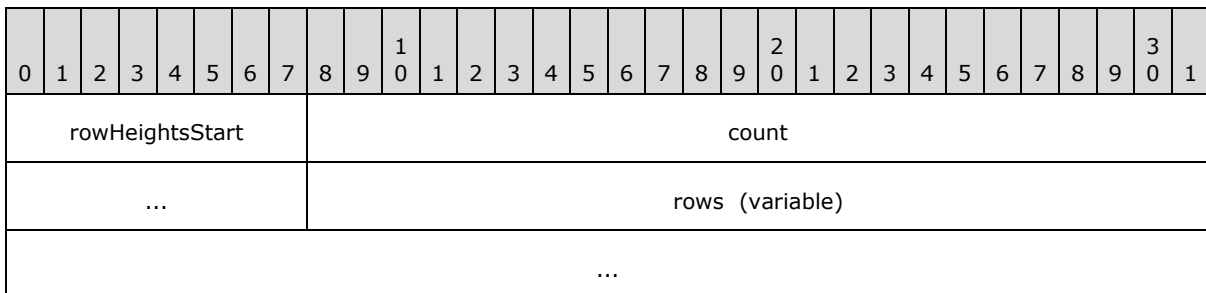 1 2 3
0 1 2 3 4 5 6 7 8 9 0 1 2 3 4 5 6 7 8 9 0 1 2 3 4 5 6 7 8 9 0 1
rowHeightsStart count
... rows (variable)
...